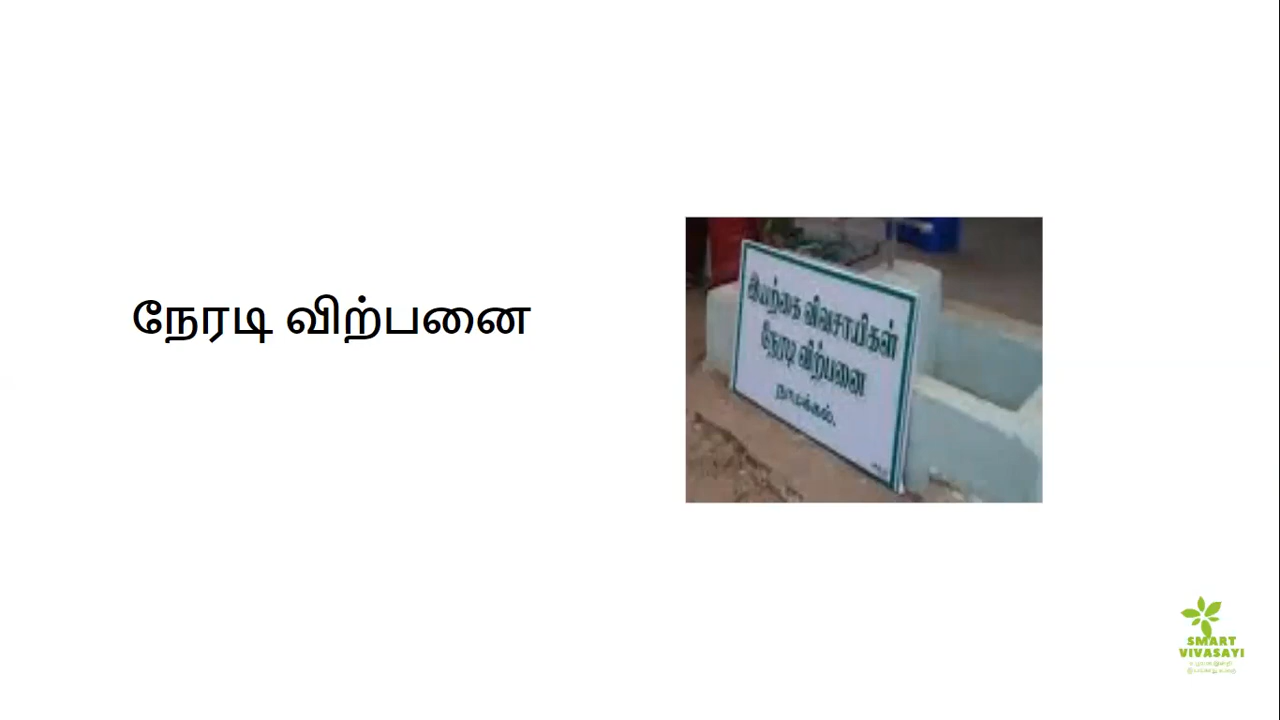 நேரடி விற்பனை
இயற்கை விவசாயிகள்
நேரடி விற்பனை
நாமக்கல்.
SMART
VIVASAYI